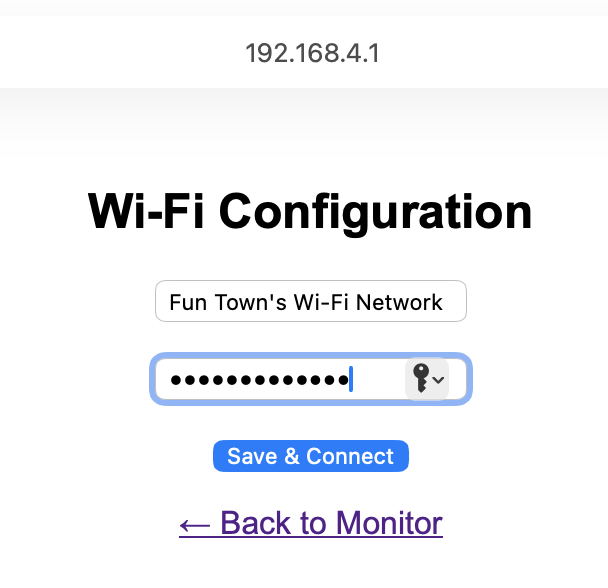 192.168.4.1
Wi-Fi Configuration
Fun Town's Wi-Fi Network
•••••••••••••
Save & Connect
← Back to Monitor